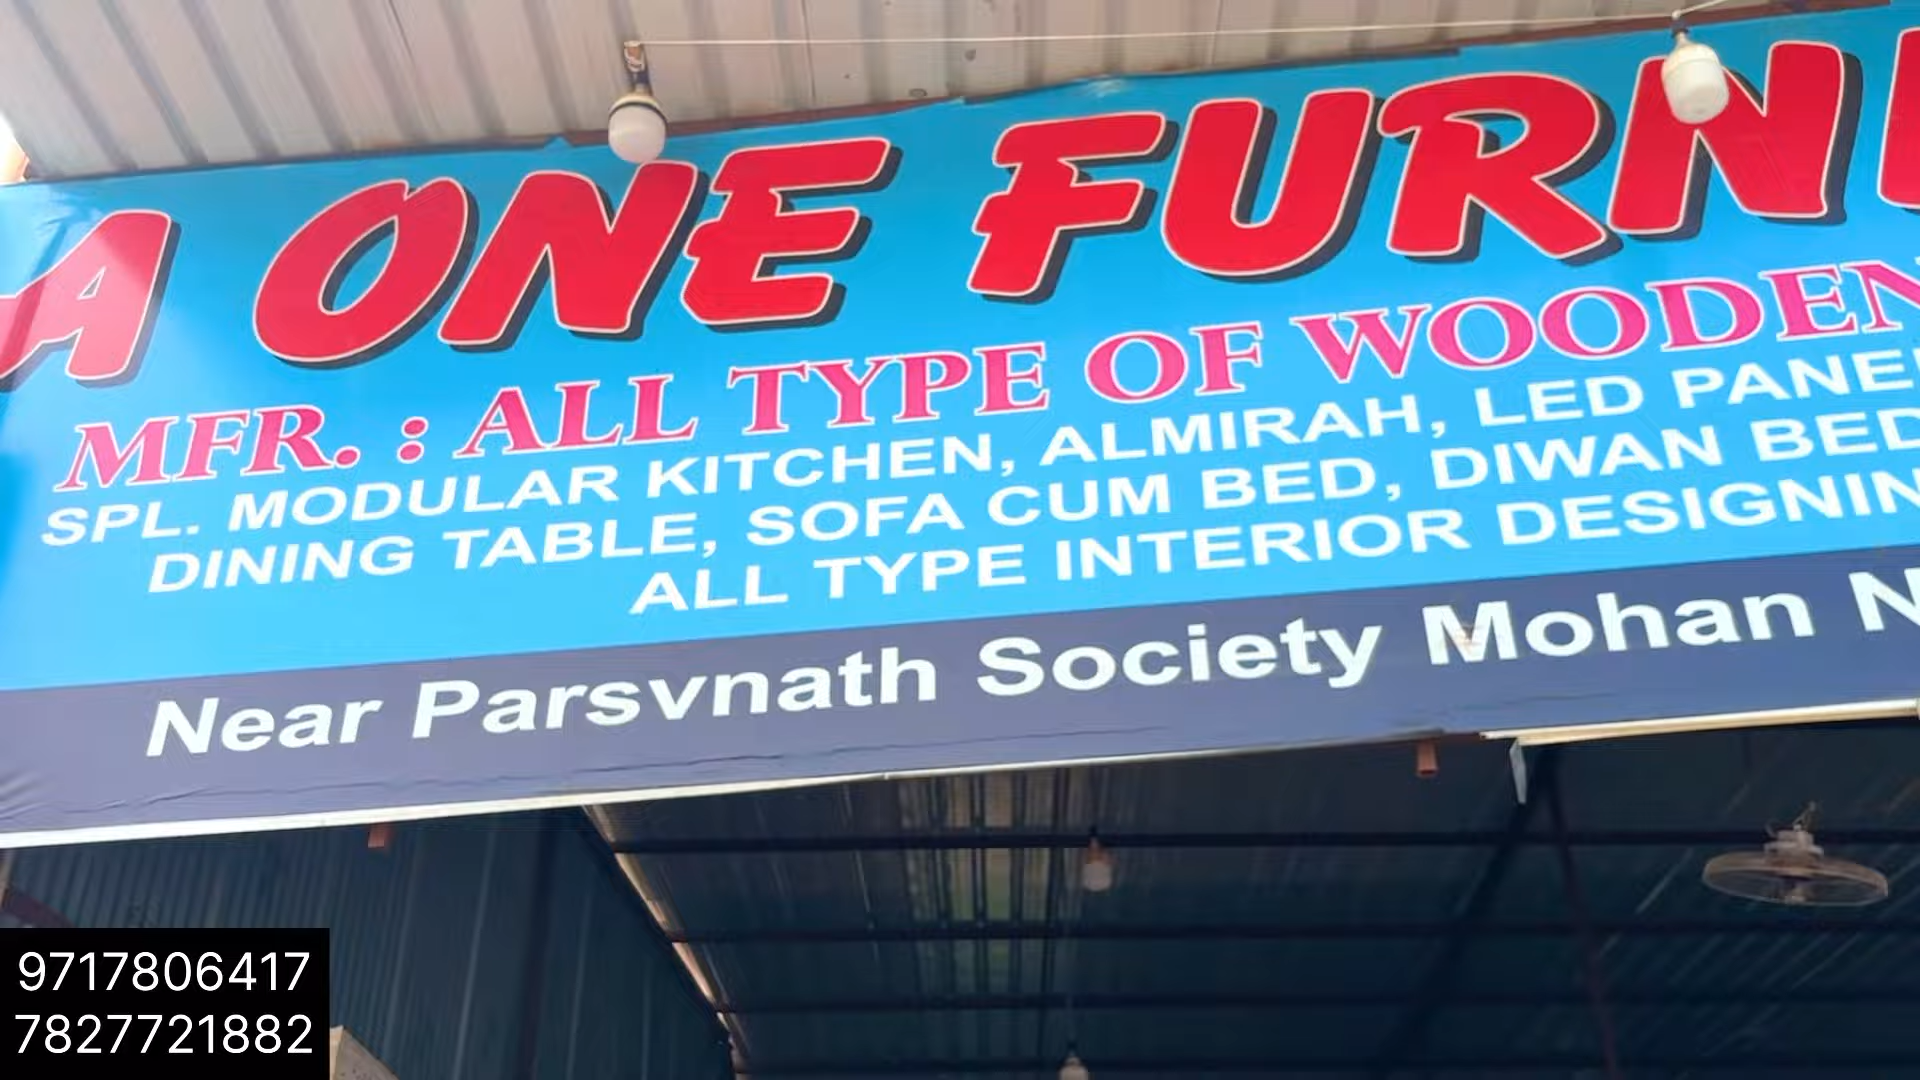 A ONE FURNI
MFR. : ALL TYPE OF WOODEN
SPL. MODULAR KITCHEN, ALMIRAH, LED PANE
DINING TABLE, SOFA CUM BED, DIWAN BED
ALL TYPE INTERIOR DESIGNIN
Near Parsvnath Society Mohan N
9717806417
7827721882